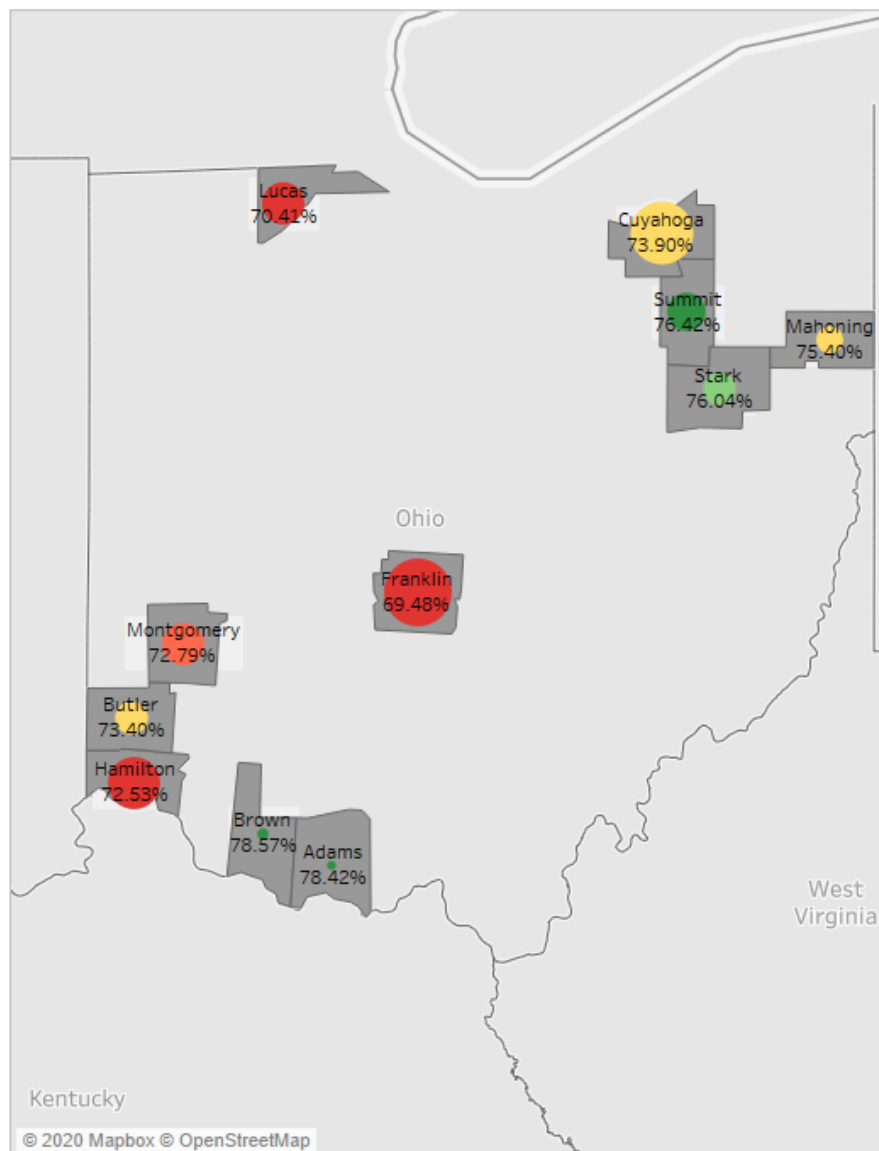 Lucas
70.41%
Cuyahoga
73.90%
Summit
76.42%
Mahoning
75.40%
Stark
76.04%
Ohio
Franklin
69.48%
Montgomery
72.79%
Butler
73.40%
Hamilton
72.53%
Brown
78.57%
Adams
78.42%
West
Virginia
Kentucky
© 2020 Mapbox © OpenStreetMap